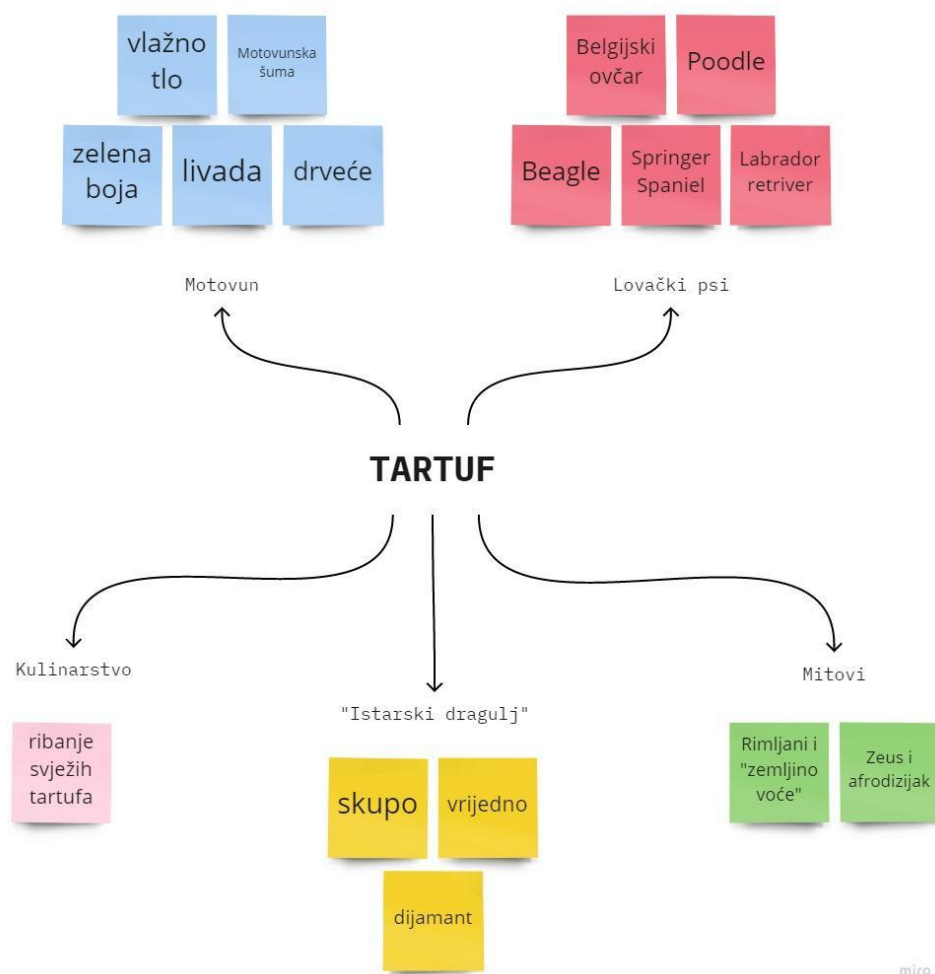 vlažno
tlo
Motovunska
šuma
zelena
boja
livada
drveće
Motovun
Belgijski
ovčar
Poodle
Beagle
Springer
Spaniel
Labrador
retriver
Lovački psi
TARTUF
Kulinarstvo
ribanje
svježih
tartufa
"Istarski dragulj"
skupo
vrijedno
dijamant
Mitovi
Rimljani i
"zemljino
voće"
Zeus i
afrodizijak
miro